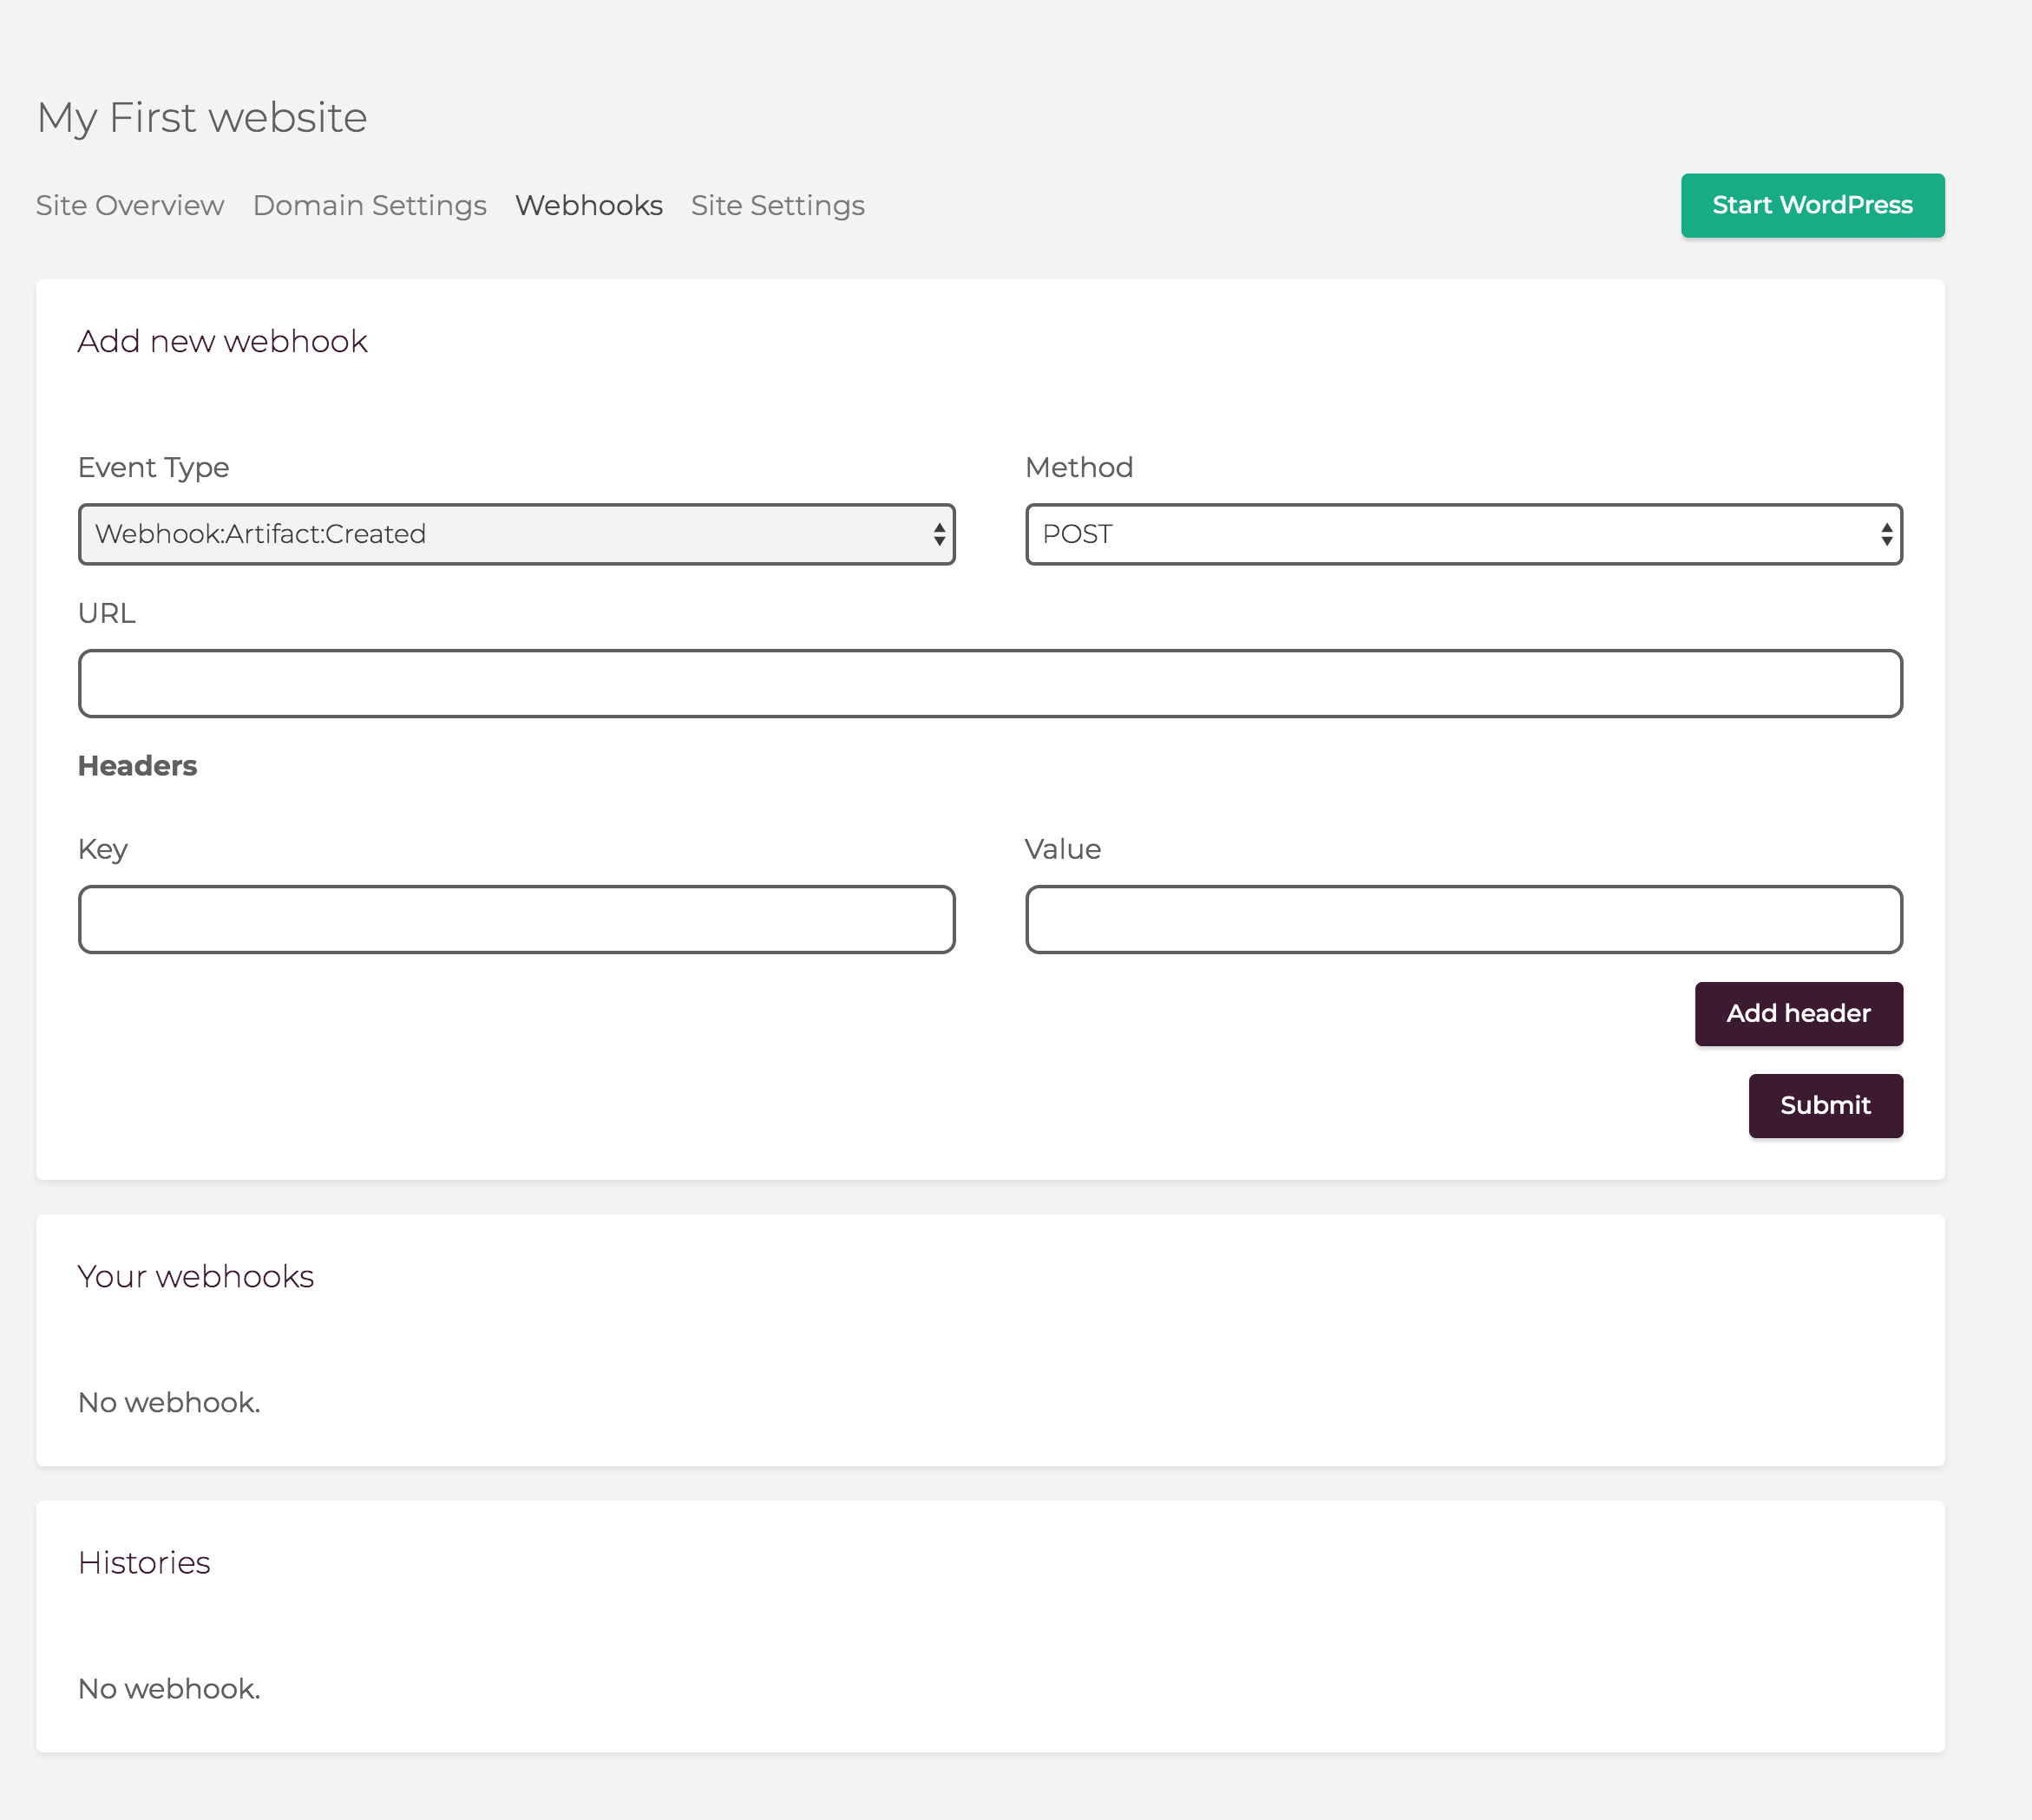 My First website
Site Overview Domain Settings Webhooks Site Settings Start WordPress
Add new webhook
Event Type Method
Webhook:Artifact:Created POST
URL
Headers
Key Value
Add header
Submit
Your webhooks
No webhook.
Histories
No webhook.